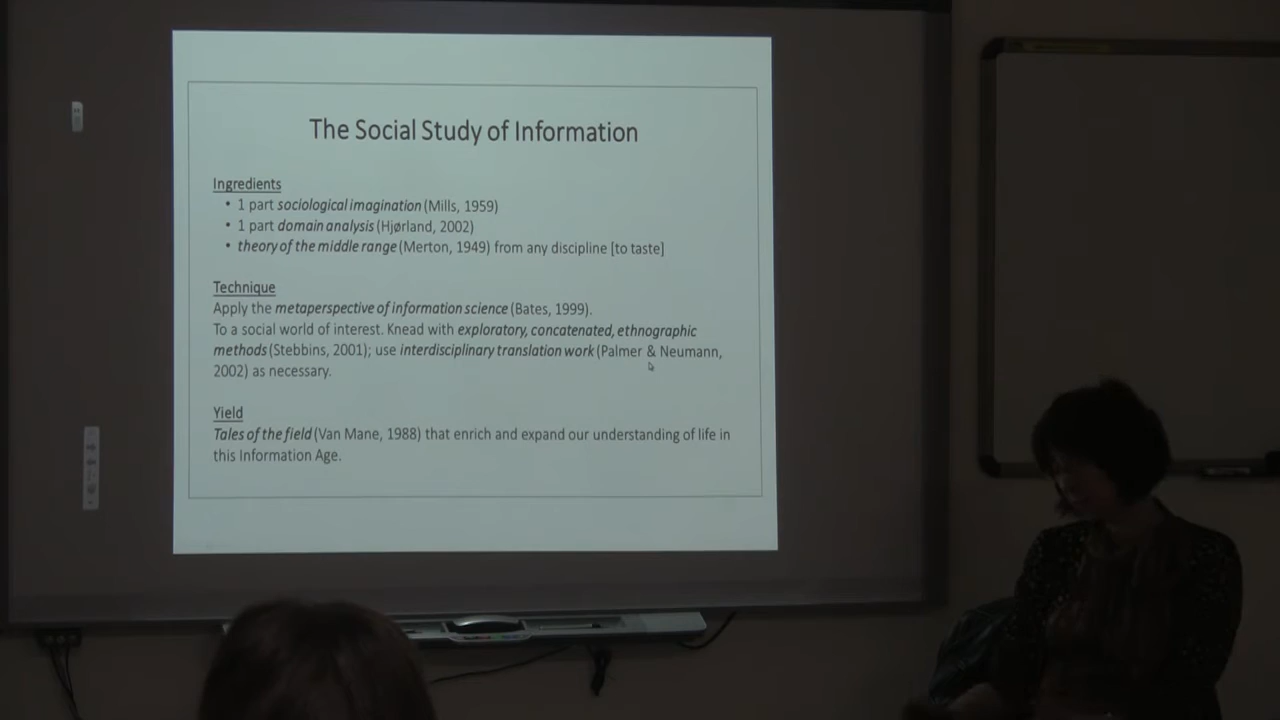 The Social Study of Information
Ingredients
• 1 part sociological imagination (Mills, 1959)
• 1 part domain analysis (Hjørland, 2002)
• theory of the middle range (Merton, 1949) from any discipline [to taste]
Technique
Apply the metaperspective of information science (Bates, 1999).
To a social world of interest. Knead with exploratory, concatenated, ethnographic
methods (Stebbins, 2001); use interdisciplinary translation work (Palmer & Neumann,
2002) as necessary.
Yield
Tales of the field (Van Mane, 1988) that enrich and expand our understanding of life in
this Information Age.